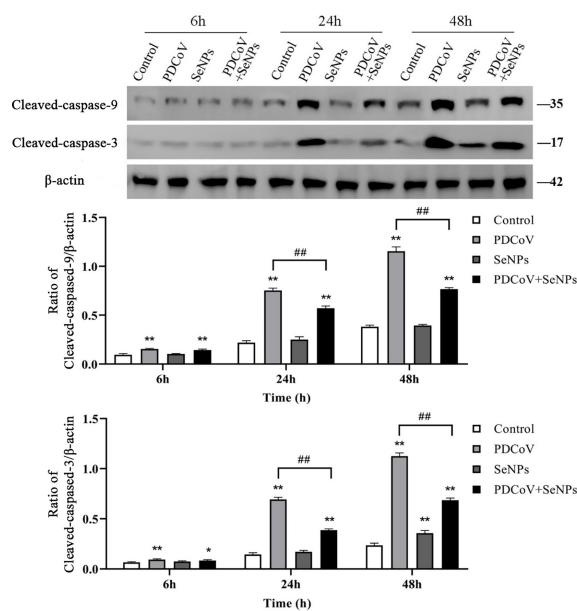 6h 24h 48h
Control PDCoV SeNPs PDCoV +SeNPs Control PDCoV SeNPs PDCoV +SeNPs Control PDCoV SeNPs PDCoV +SeNPs
Cleaved-caspase-9 —35
Cleaved-caspase-3 —17
β-actin —42
Ratio of
Cleaved-caspased-9/β-actin
1.5
1.0
0.5
0.0
** ** ** ## ** ** ## **
6h 24h 48h
Time (h)
Control
PDCoV
SeNPs
PDCoV+SeNPs
Ratio of
Cleaved-caspased-3/β-actin
1.5
1.0
0.5
0.0
** * ** ## ** ** ## ** **
6h 24h 48h
Time (h)
Control
PDCoV
SeNPs
PDCoV+SeNPs